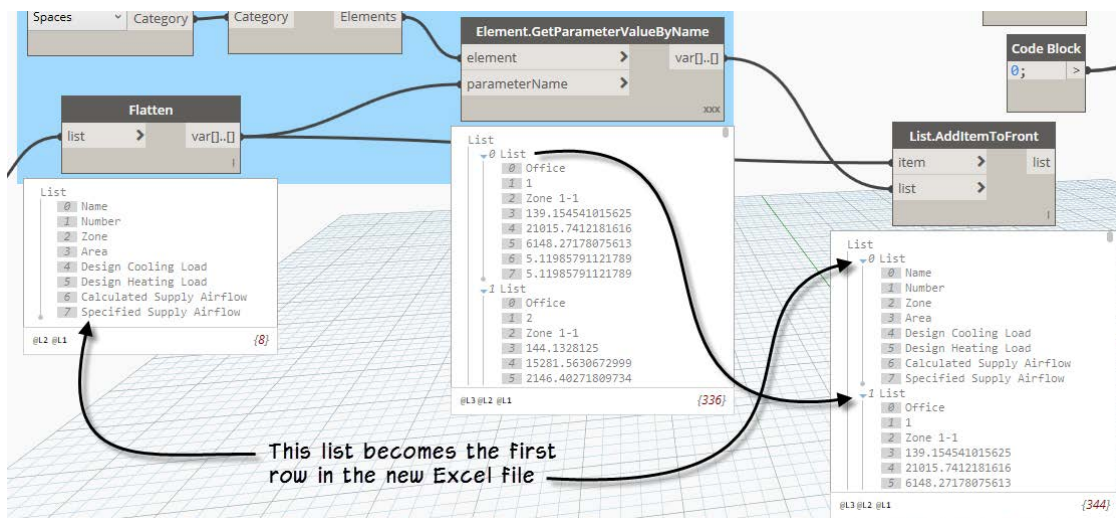 Spaces
Category
Category
Elements
Element.GetParameterValueByName
element >
var[]..[]
parameterName >
xxx
Code Block
0;
>
Flatten
list >
var[]..[]
l
List.AddItemToFront
item >
list
list >
l
List
0 Name
1 Number
2 Zone
3 Area
4 Design Cooling Load
5 Design Heating Load
6 Calculated Supply Airflow
7 Specified Supply Airflow
@L2 @L1
{8}
List
0 List
0 Office
1 1
2 Zone 1-1
3 139.154541015625
4 21015.7412181616
5 6148.27178075613
6 5.11985791121789
7 5.11985791121789
1 List
0 Office
1 2
2 Zone 1-1
3 144.1328125
4 15281.5630672999
5 2146.40271809734
@L3 @L2 @L1
{336}
List
0 List
0 Name
1 Number
2 Zone
3 Area
4 Design Cooling Load
5 Design Heating Load
6 Calculated Supply Airflow
7 Specified Supply Airflow
1 List
0 Office
1 1
2 Zone 1-1
3 139.154541015625
4 21015.7412181616
5 6148.27178075613
@L3 @L2 @L1
{344}
This list becomes the first
row in the new Excel file